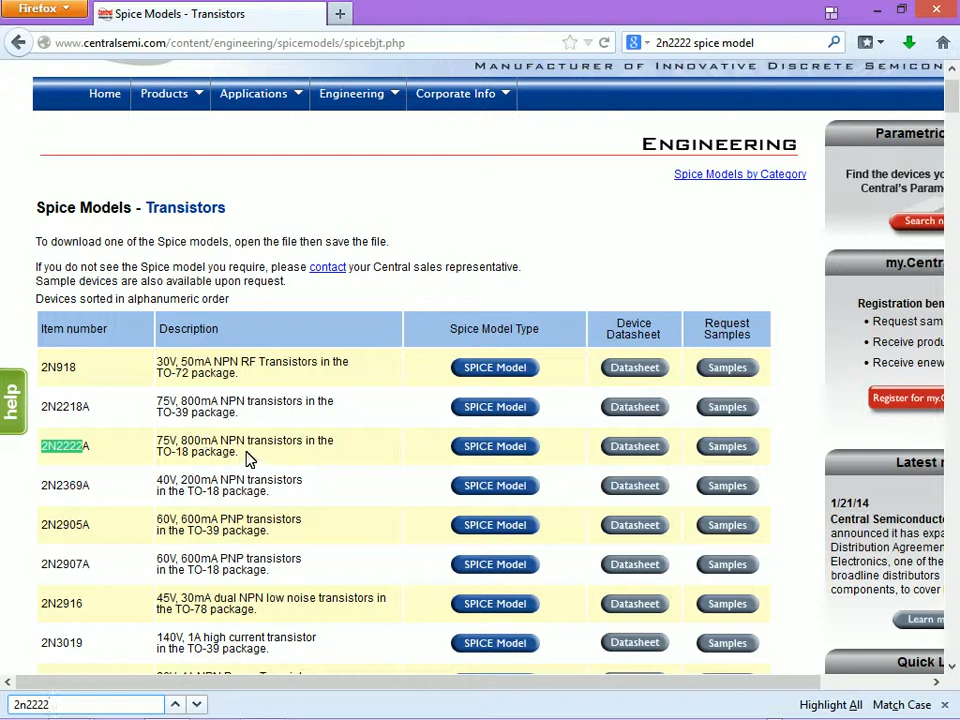 Firefox
Spice Models - Transistors
www.centralsemi.com/content/engineering/spicemodels/spicebjt.php
2n2222 spice model
Manufacturer of Innovative Discrete Semicon
Home
Products
Applications
Engineering
Corporate Info
Engineering
Spice Models by Category
Spice Models - Transistors
To download one of the Spice models, open the file then save the file.
If you do not see the Spice model you require, please contact your Central sales representative.
Sample devices are also available upon request.
Devices sorted in alphanumeric order
Item number
Description
Spice Model Type
Device
Datasheet
Request
Samples
2N918
30V, 50mA NPN RF Transistors in the
TO-72 package.
SPICE Model
Datasheet
Samples
2N2218A
75V, 800mA NPN transistors in the
TO-39 package.
SPICE Model
Datasheet
Samples
2N2222A
75V, 800mA NPN transistors in the
TO-18 package.
SPICE Model
Datasheet
Samples
2N2369A
40V, 200mA NPN transistors
in the TO-18 package.
SPICE Model
Datasheet
Samples
2N2905A
60V, 600mA PNP transistors
in the TO-39 package.
SPICE Model
Datasheet
Samples
2N2907A
60V, 600mA PNP transistors
in the TO-18 package.
SPICE Model
Datasheet
Samples
2N2916
45V, 30mA dual NPN low noise transistors in
the TO-78 package.
SPICE Model
Datasheet
Samples
2N3019
140V, 1A high current transistor
in the TO-39 package.
SPICE Model
Datasheet
Samples
help
Parametric
Find the devices yo
Central's Param
Search n
my.Centr
Registration ben
• Request sam
• Receive produ
• Receive enew
Register for my.C
Latest n
1/21/14
Central Semiconducto
announced it has expa
Distribution Agreemen
Electronics, one of the
broadline distributors
components, to cover
Learn m
Quick L
2n2222
Highlight All
Match Case